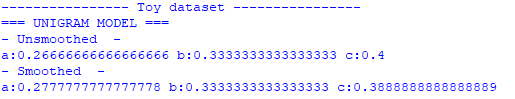 ---------------- Toy dataset ----------------
=== UNIGRAM MODEL ===
- Unsmoothed  -
a:0.26666666666666666 b:0.3333333333333333 c:0.4
- Smoothed  -
a:0.2777777777777778 b:0.3333333333333333 c:0.3888888888888889